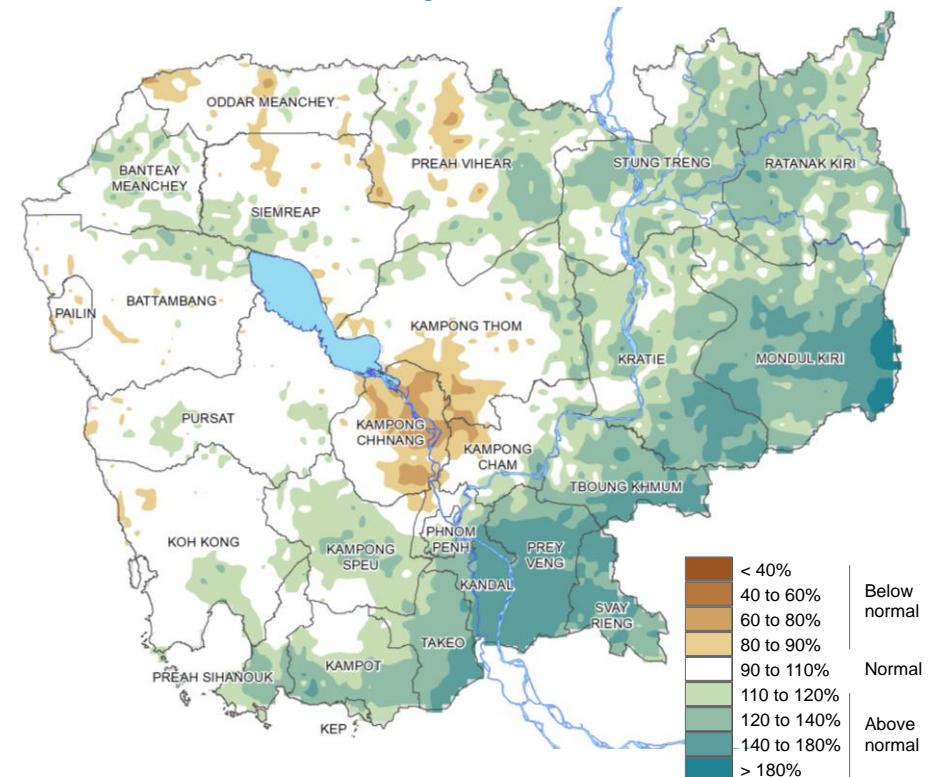 ODDAR MEANCHEY
BANTEAY
MEANCHEY
SIEMREAP
PREAH VIHEAR
STUNG TRENG
RATANAK KIRI
PAILIN
BATTAMBANG
KAMPONG THOM
KRATIE
MONDUL KIRI
PURSAT
KAMPONG
CHHNANG
KAMPONG
CHAM
TBOUNG KHMUM
KOH KONG
KAMPONG
SPEU
PHNOM
PENH
PREY
VENG
KANDAL
SVAY
RIENG
TAKEO
PREAH SIHANOUK
KAMPOT
KEP
< 40%
40 to 60%
60 to 80%
80 to 90%
90 to 110%
110 to 120%
120 to 140%
140 to 180%
> 180%
Below
normal
Normal
Above
normal